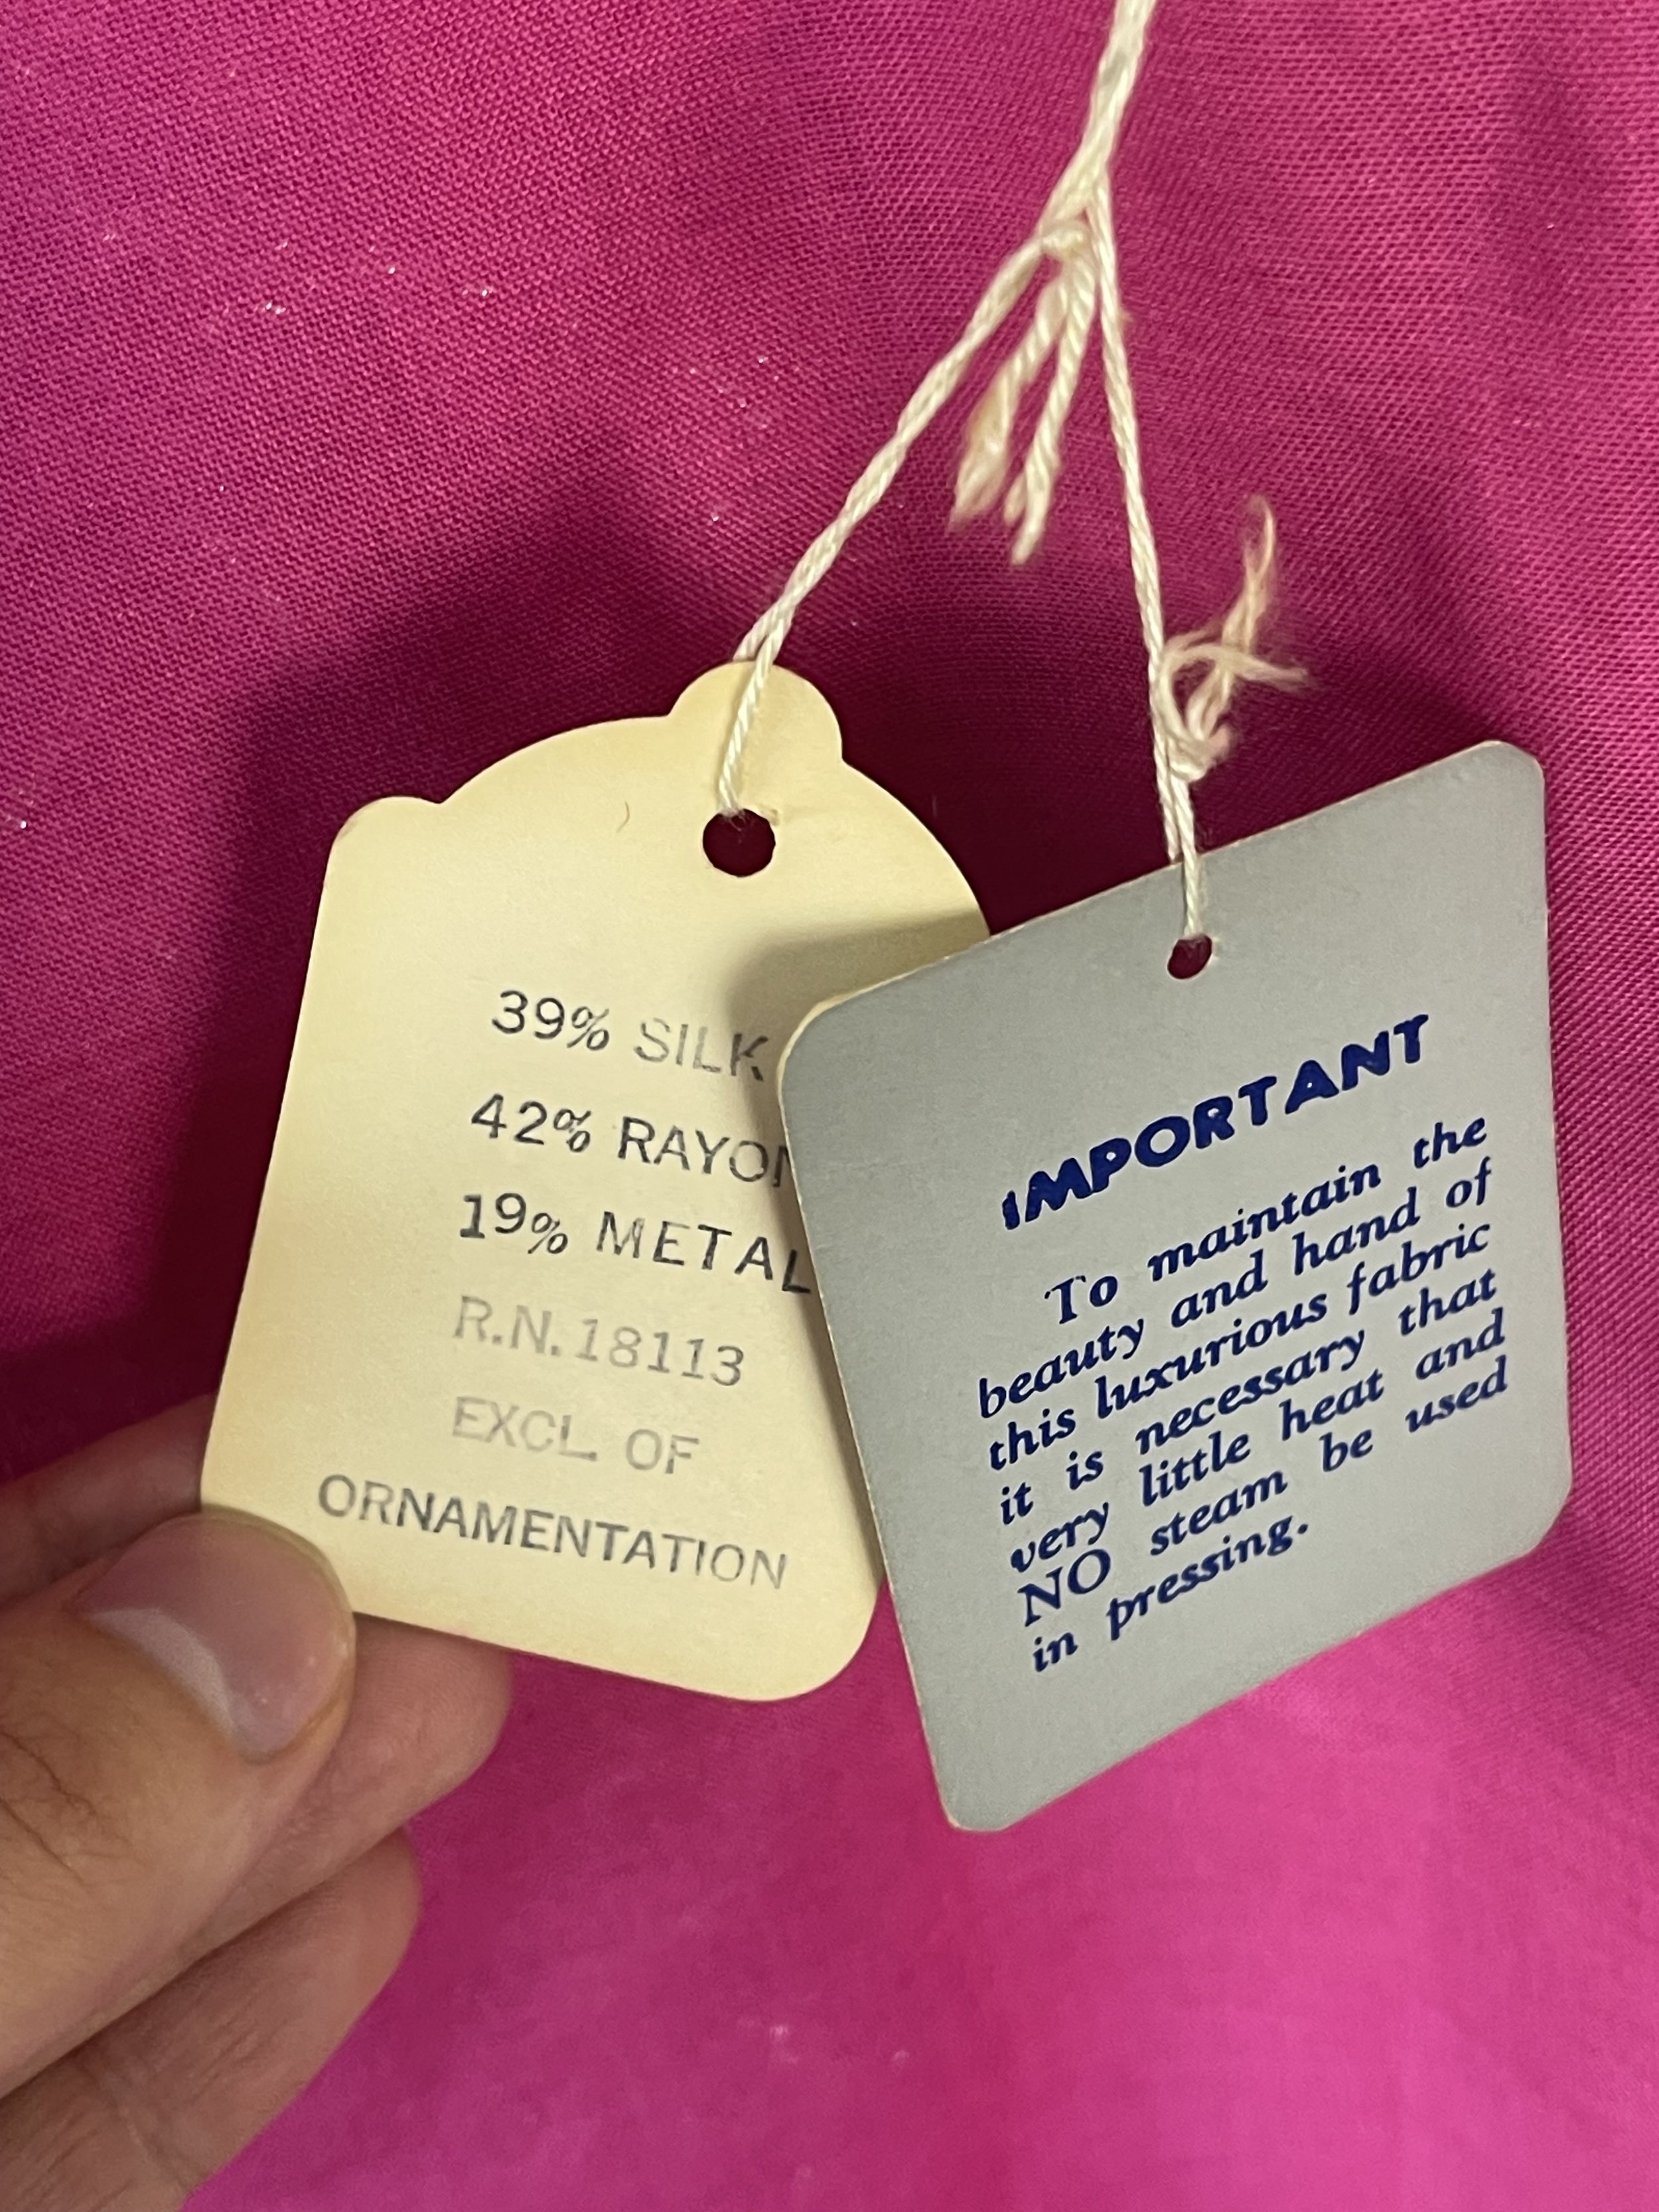 39% SILK
42% RAYON
19% METAL
R.N. 18113
EXCL. OF
ORNAMENTATION
IMPORTANT
To maintain the
beauty and hand of
this luxurious fabric
it is necessary that
very little heat and
NO steam be used
in pressing.